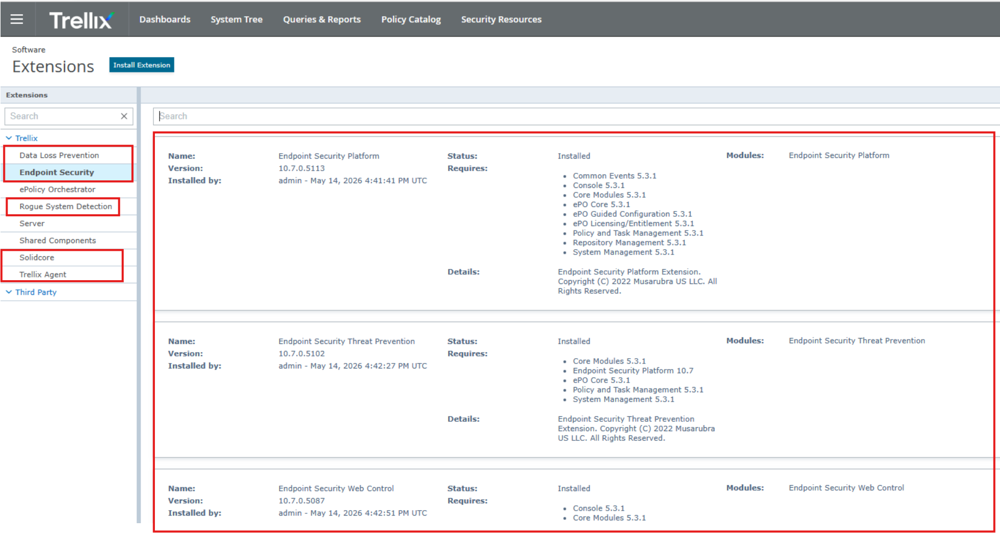 Trellix
Dashboards
System Tree
Queries & Reports
Policy Catalog
Security Resources
Software
Extensions
Install Extension
Extensions
Search
Trellix
Data Loss Prevention
Endpoint Security
ePolicy Orchestrator
Rogue System Detection
Server
Shared Components
Solidcore
Trellix Agent
Third Party
Search
Name: Endpoint Security Platform
Version: 10.7.0.5113
Installed by: admin - May 14, 2026 4:41:41 PM UTC
Status: Installed
Requires:
• Common Events 5.3.1
• Console 5.3.1
• Core Modules 5.3.1
• ePO Core 5.3.1
• ePO Guided Configuration 5.3.1
• ePO Licensing/Entitlement 5.3.1
• Policy and Task Management 5.3.1
• Repository Management 5.3.1
• System Management 5.3.1
Details: Endpoint Security Platform Extension.
Copyright (C) 2022 Musarubra US LLC. All
Rights Reserved.
Modules: Endpoint Security Platform
Name: Endpoint Security Threat Prevention
Version: 10.7.0.5102
Installed by: admin - May 14, 2026 4:42:27 PM UTC
Status: Installed
Requires:
• Core Modules 5.3.1
• Endpoint Security Platform 10.7
• ePO Core 5.3.1
• Policy and Task Management 5.3.1
• System Management 5.3.1
Details: Endpoint Security Threat Prevention
Extension. Copyright (C) 2022 Musarubra
US LLC. All Rights Reserved.
Modules: Endpoint Security Threat Prevention
Name: Endpoint Security Web Control
Version: 10.7.0.5087
Installed by: admin - May 14, 2026 4:42:51 PM UTC
Status: Installed
Requires:
• Console 5.3.1
• Core Modules 5.3.1
Modules: Endpoint Security Web Control